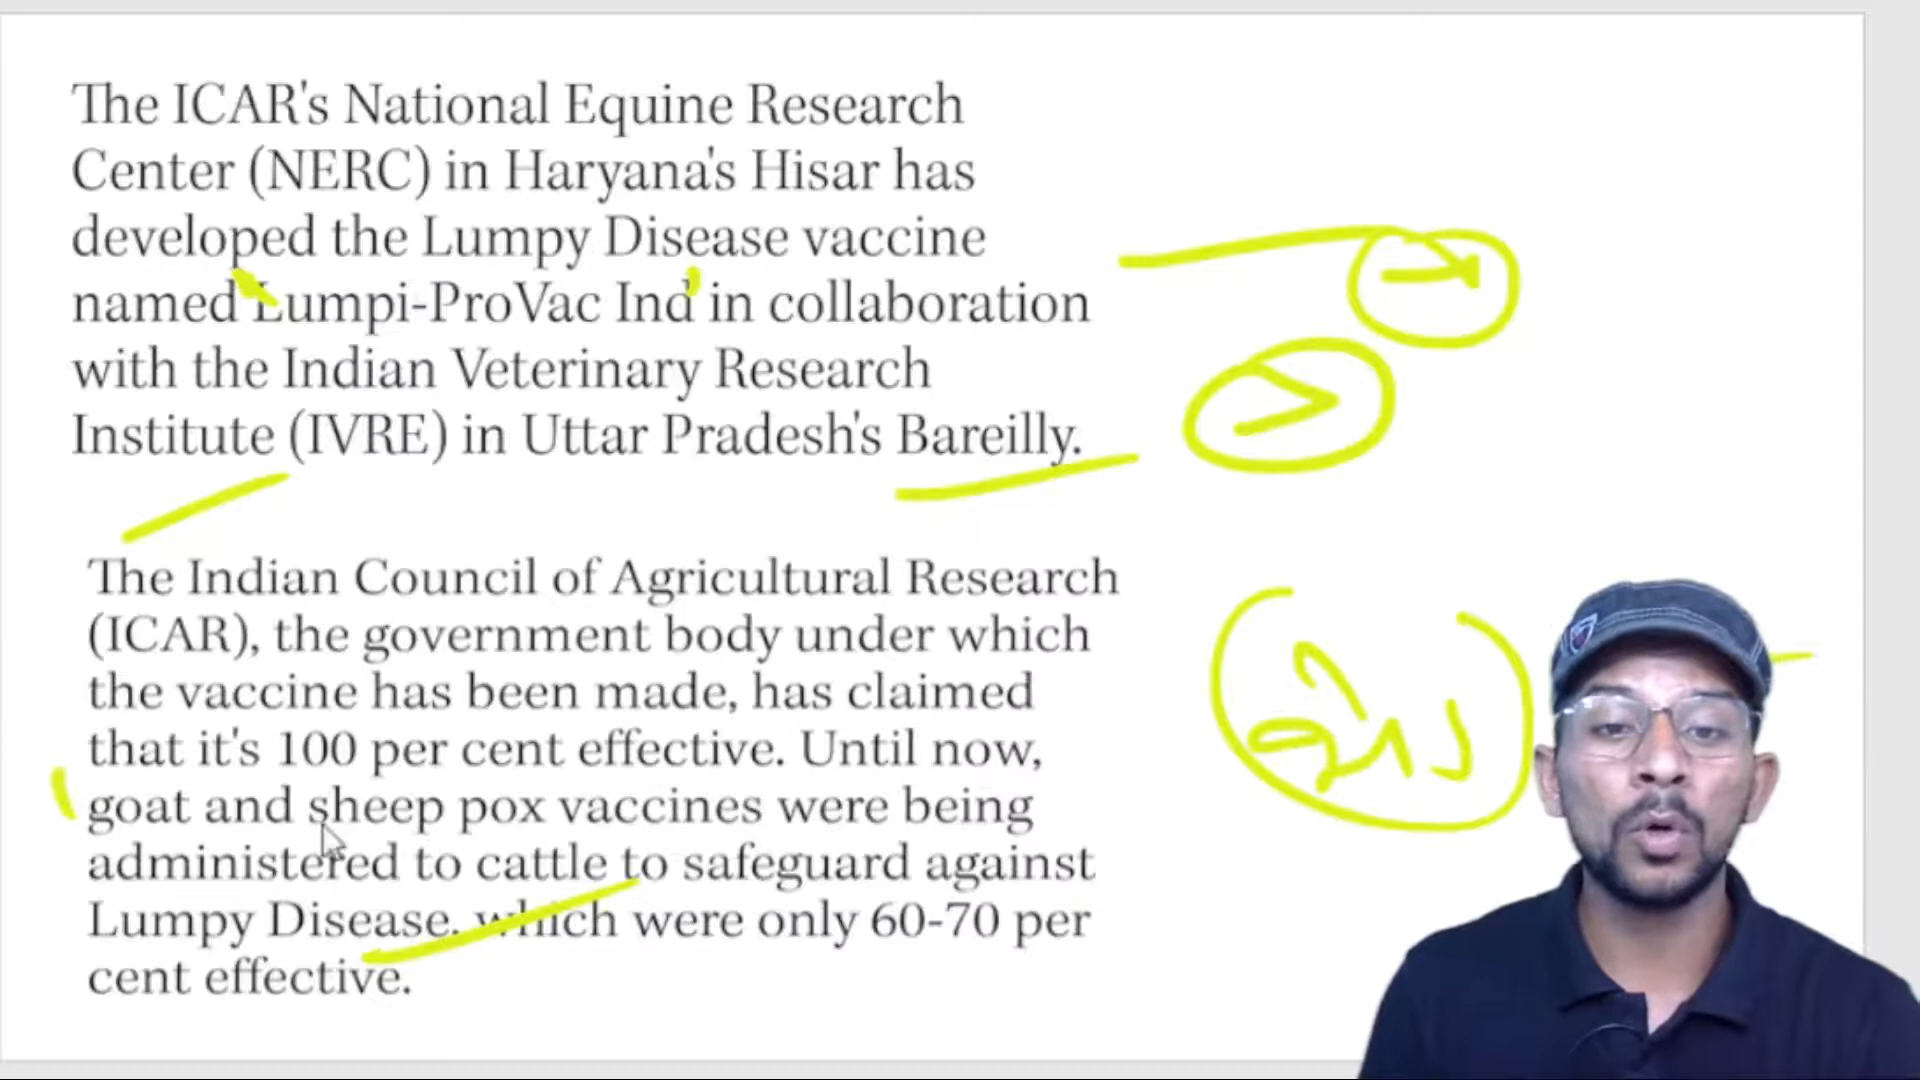 The ICAR's National Equine Research
Center (NERC) in Haryana's Hisar has
developed the Lumpy Disease vaccine
named Lumpi-ProVac Ind' in collaboration
with the Indian Veterinary Research
Institute (IVRE) in Uttar Pradesh's Bareilly.
The Indian Council of Agricultural Research
(ICAR), the government body under which
the vaccine has been made, has claimed
that it's 100 per cent effective. Until now,
goat and sheep pox vaccines were being
administered to cattle to safeguard against
Lumpy Disease, which were only 60-70 per
cent effective.